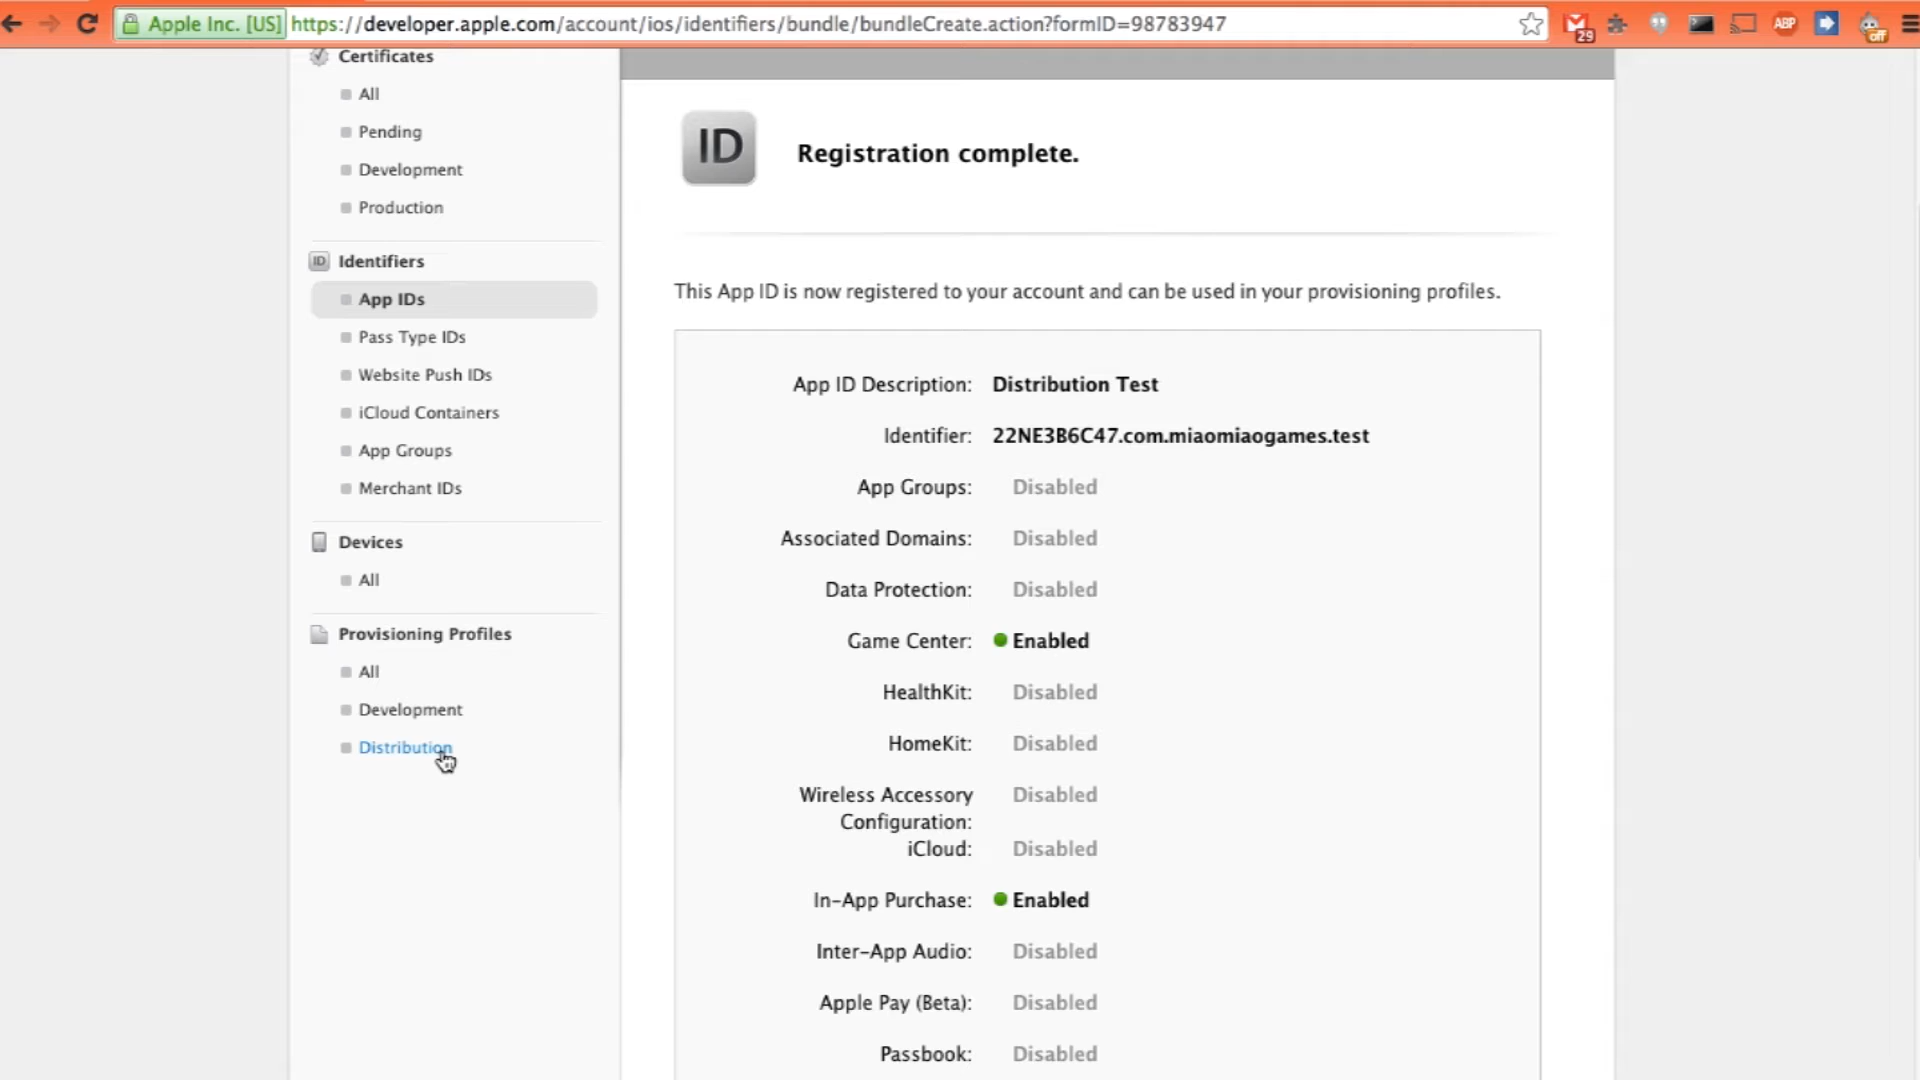 Apple Inc. [US] https://developer.apple.com/account/ios/identifiers/bundle/bundleCreate.action?formID=98783947
29
ABP
off
Certificates
All
Pending
Development
Production
ID Identifiers
App IDs
Pass Type IDs
Website Push IDs
iCloud Containers
App Groups
Merchant IDs
Devices
All
Provisioning Profiles
All
Development
Distribution
ID
Registration complete.
This App ID is now registered to your account and can be used in your provisioning profiles.
App ID Description: Distribution Test
Identifier: 22NE3B6C47.com.miaomiaogames.test
App Groups: Disabled
Associated Domains: Disabled
Data Protection: Disabled
Game Center: Enabled
HealthKit: Disabled
HomeKit: Disabled
Wireless Accessory Disabled
Configuration:
iCloud: Disabled
In-App Purchase: Enabled
Inter-App Audio: Disabled
Apple Pay (Beta): Disabled
Passbook: Disabled